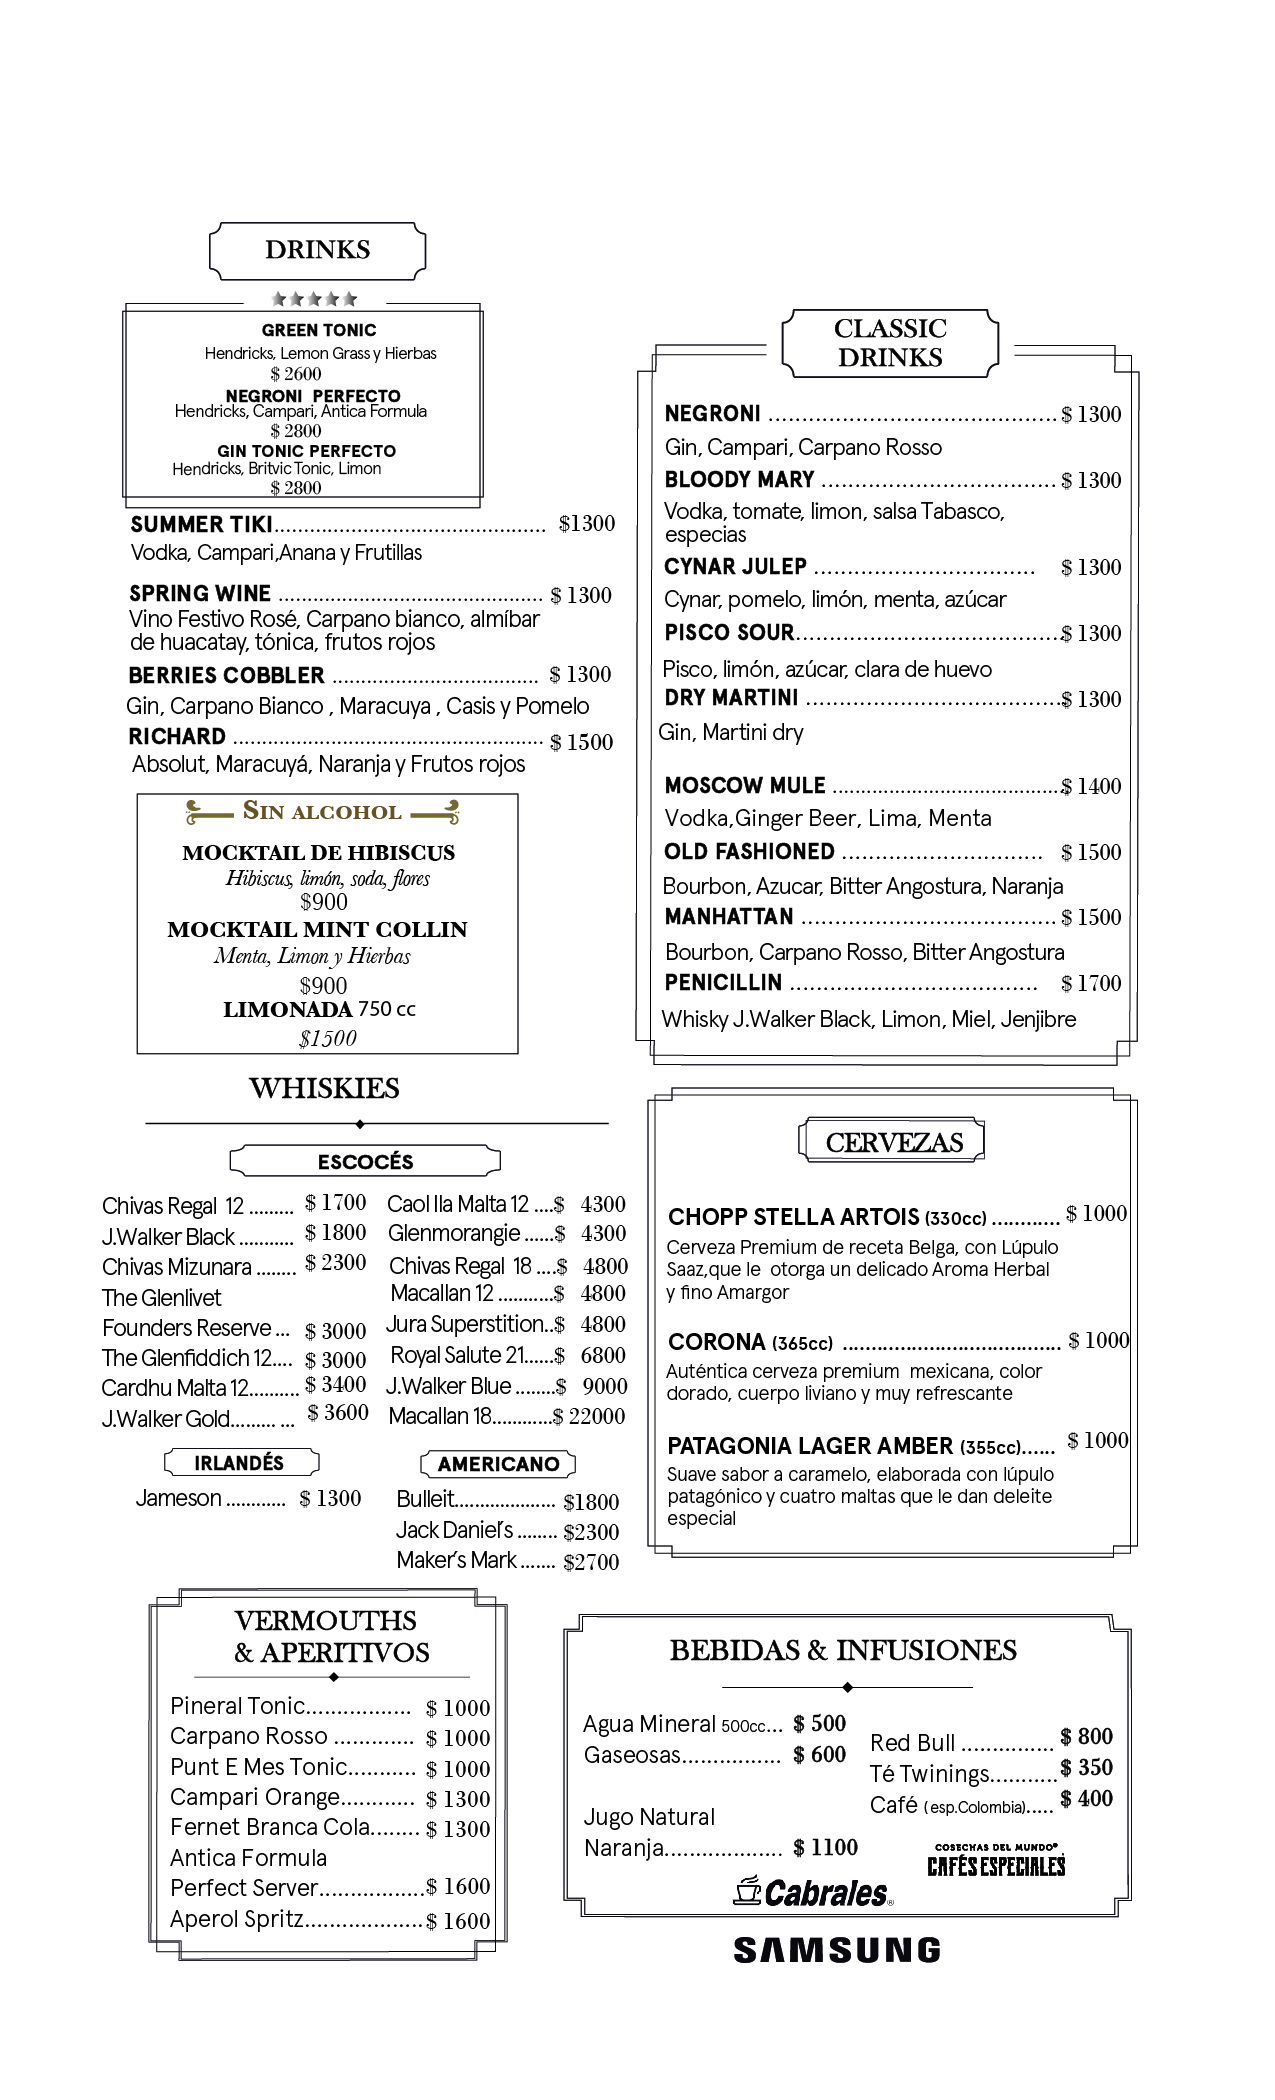 DRINKS
GREEN TONIC
Hendricks, Lemon Grass y Hierbas
$ 2600
NEGRONI PERFECTO
Hendricks, Campari, Antica Formula
$ 2800
GIN TONIC PERFECTO
Hendricks, Britvic Tonic, Limon
$ 2800
SUMMER TIKI...................................... $1300
Vodka, Campari,Anana y Frutillas
SPRING WINE ............................................ $ 1300
Vino Festivo Rosé, Carpano bianco, almíbar
de huacatay, tónica, frutos rojos
BERRIES COBBLER .................................. $ 1300
Gin, Carpano Bianco , Maracuya , Casis y Pomelo
RICHARD .................................................... $ 1500
Absolut, Maracuyá, Naranja y Frutos rojos
SIN ALCOHOL
MOCKTAIL DE HIBISCUS
Hibiscus, limón, soda, flores
$900
MOCKTAIL MINT COLLIN
Menta, Limon y Hierbas
$900
LIMONADA 750 cc
$1500
CLASSIC
DRINKS
NEGRONI ...................................... $ 1300
Gin, Campari, Carpano Rosso
BLOODY MARY ................................... $ 1300
Vodka, tomate, limon, salsa Tabasco,
especias
CYNAR JULEP ................................. $ 1300
Cynar, pomelo, limón, menta, azúcar
PISCO SOUR....................................... $ 1300
Pisco, limón, azúcar, clara de huevo
DRY MARTINI ...................................... $ 1300
Gin, Martini dry
MOSCOW MULE ...................................... $ 1400
Vodka,Ginger Beer, Lima, Menta
OLD FASHIONED .............................. $ 1500
Bourbon, Azucar, Bitter Angostura, Naranja
MANHATTAN ...................................... $ 1500
Bourbon, Carpano Rosso, Bitter Angostura
PENICILLIN ..................................... $ 1700
Whisky J.Walker Black, Limon, Miel, Jenjibre
WHISKIES
ESCOCÉS
Chivas Regal 12 ......... $ 1700
J.Walker Black ........... $ 1800
Chivas Mizunara ........ $ 2300
The Glenlivet
Founders Reserve ... $ 3000
The Glenfiddich 12.... $ 3000
Cardhu Malta 12.......... $ 3400
J.Walker Gold......... ... $ 3600
Caol Ila Malta 12 ....$ 4300
Glenmorangie ......$ 4300
Chivas Regal 18 ....$ 4800
Macallan 12 ...........$ 4800
Jura Superstition..$ 4800
Royal Salute 21......$ 6800
J.Walker Blue ........$ 9000
Macallan 18............$ 22000
IRLANDÉS
Jameson ............ $ 1300
AMERICANO
Bulleit..................... $1800
Jack Daniel's ........ $2300
Maker's Mark ....... $2700
CERVEZAS
CHOPP STELLA ARTOIS (330cc) ............ $ 1000
Cerveza Premium de receta Belga, con Lúpulo
Saaz,que le otorga un delicado Aroma Herbal
y fino Amargor
CORONA (365cc) ...................................... $ 1000
Auténtica cerveza premium mexicana, color
dorado, cuerpo liviano y muy refrescante
PATAGONIA LAGER AMBER (355cc)...... $ 1000
Suave sabor a caramelo, elaborada con lúpulo
patagónico y cuatro maltas que le dan deleite
especial
VERMOUTHS
& APERITIVOS
Pineral Tonic................. $ 1000
Carpano Rosso ............. $ 1000
Punt E Mes Tonic........... $ 1000
Campari Orange............ $ 1300
Fernet Branca Cola........ $ 1300
Antica Formula
Perfect Server.................$ 1600
Aperol Spritz...................$ 1600
BEBIDAS & INFUSIONES
Agua Mineral 500cc... $ 500
Gaseosas................ $ 600
Jugo Natural
Naranja................... $ 1100
Red Bull ............... $ 800
Té Twinings...........$ 350
Café (esp.Colombia)..... $ 400
COSECHAS DEL MUNDO®
CAFÉS ESPECIALES
Cabrales®
SAMSUNG